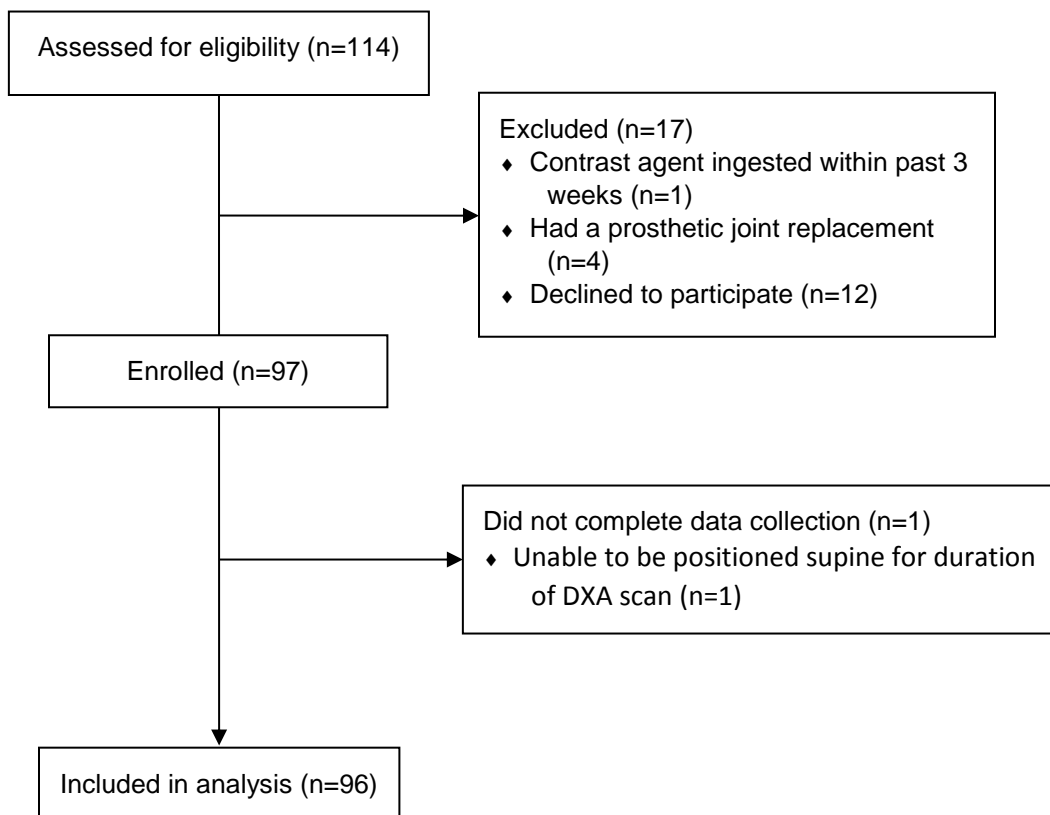 Assessed for eligibility (n=114)
Excluded (n=17)
♦ Contrast agent ingested within past 3
weeks (n=1)
♦ Had a prosthetic joint replacement
(n=4)
♦ Declined to participate (n=12)
Enrolled (n=97)
Did not complete data collection (n=1)
♦ Unable to be positioned supine for duration
of DXA scan (n=1)
Included in analysis (n=96)